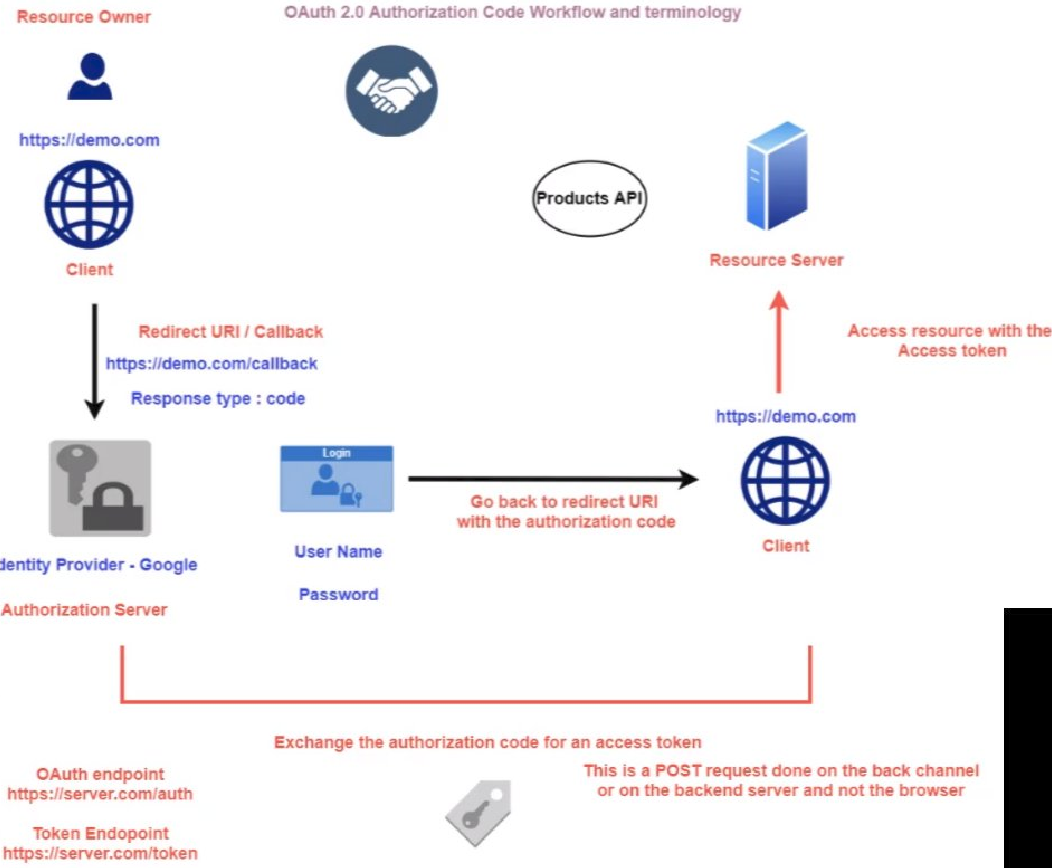 Resource Owner
OAuth 2.0 Authorization Code Workflow and terminology
https://demo.com
Products API
Client
Resource Server
Redirect URI / Callback
https://demo.com/callback
Response type : code
Access resource with the
Access token
https://demo.com
Login
Go back to redirect URI
with the authorization code
User Name
Password
Client
dentity Provider - Google
Authorization Server
Exchange the authorization code for an access token
This is a POST request done on the back channel
or on the backend server and not the browser
OAuth endpoint
https://server.com/auth
Token Endopoint
https://server.com/token